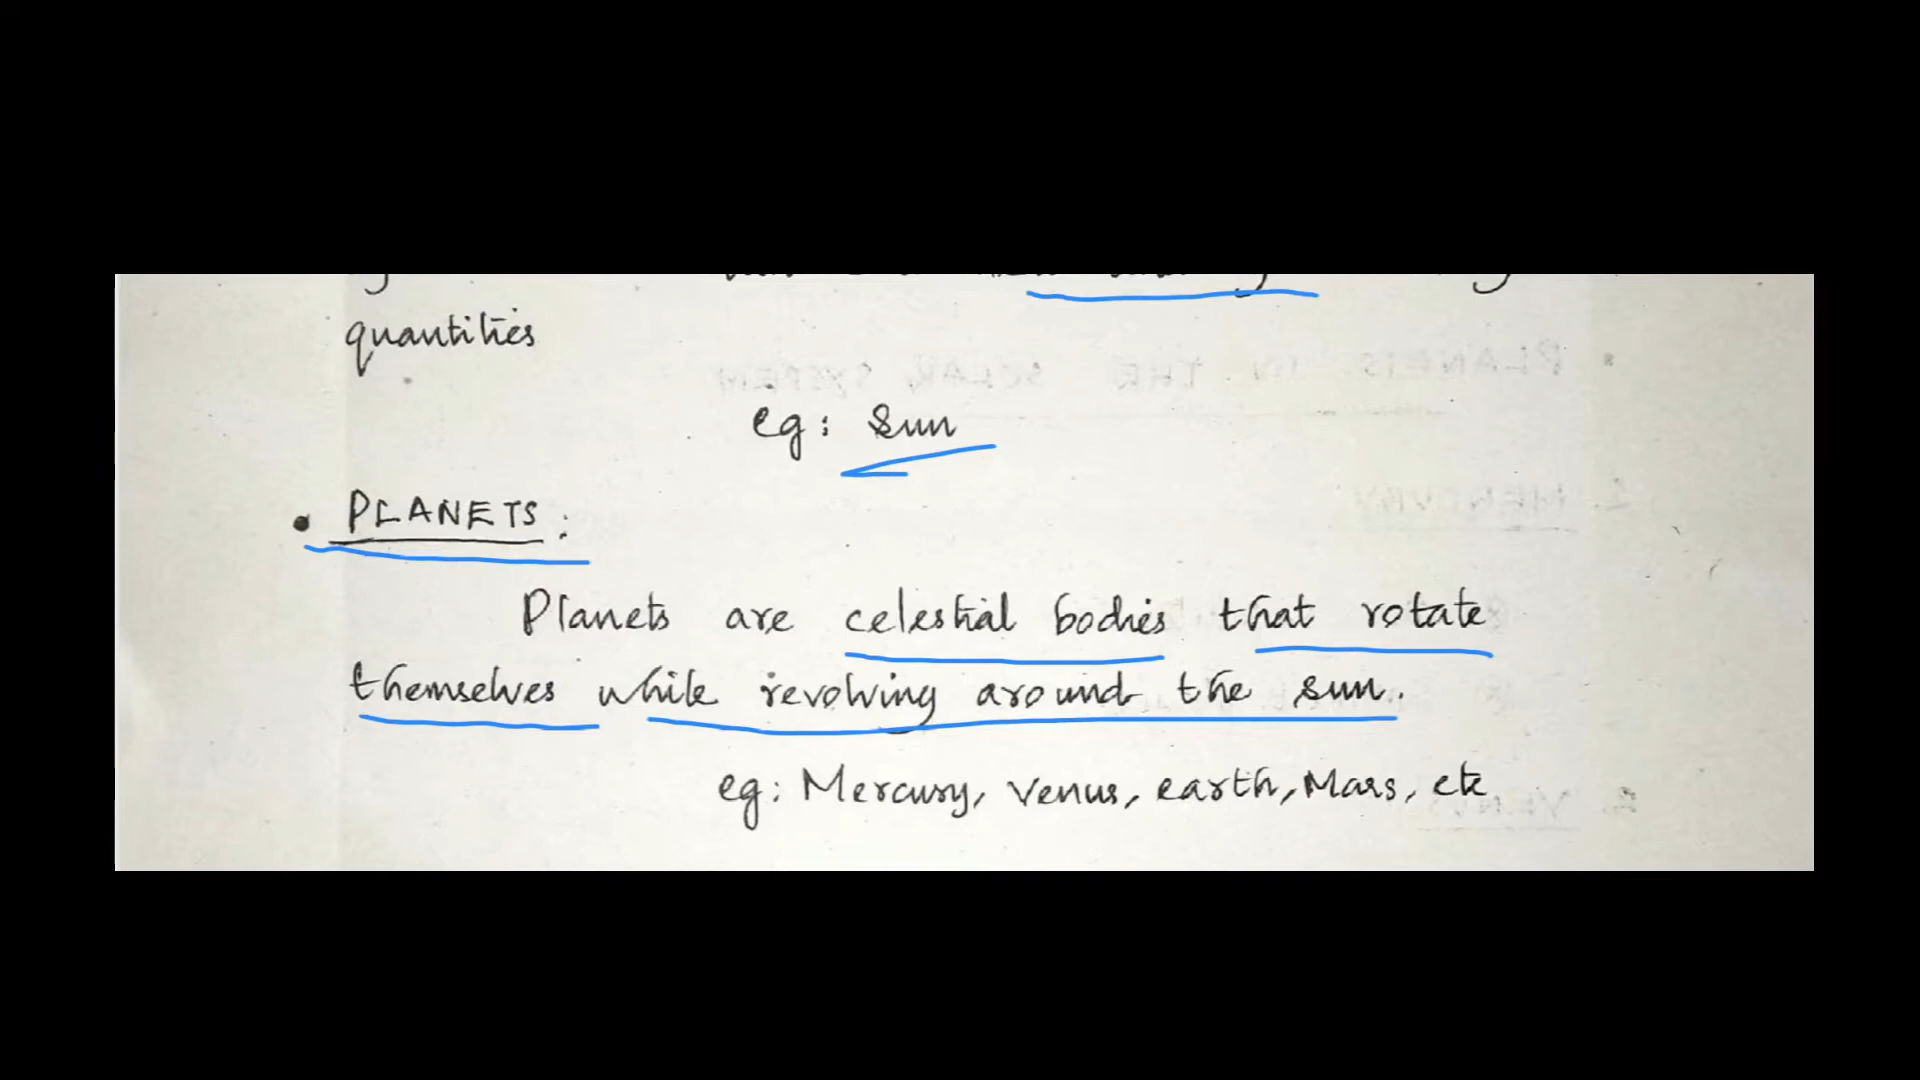 quantities
eg: Sun
• PLANETS:
Planets are celestial bodies that rotate
themselves while revolving around the sun.
eg: Mercury, Venus, earth, Mars, etc